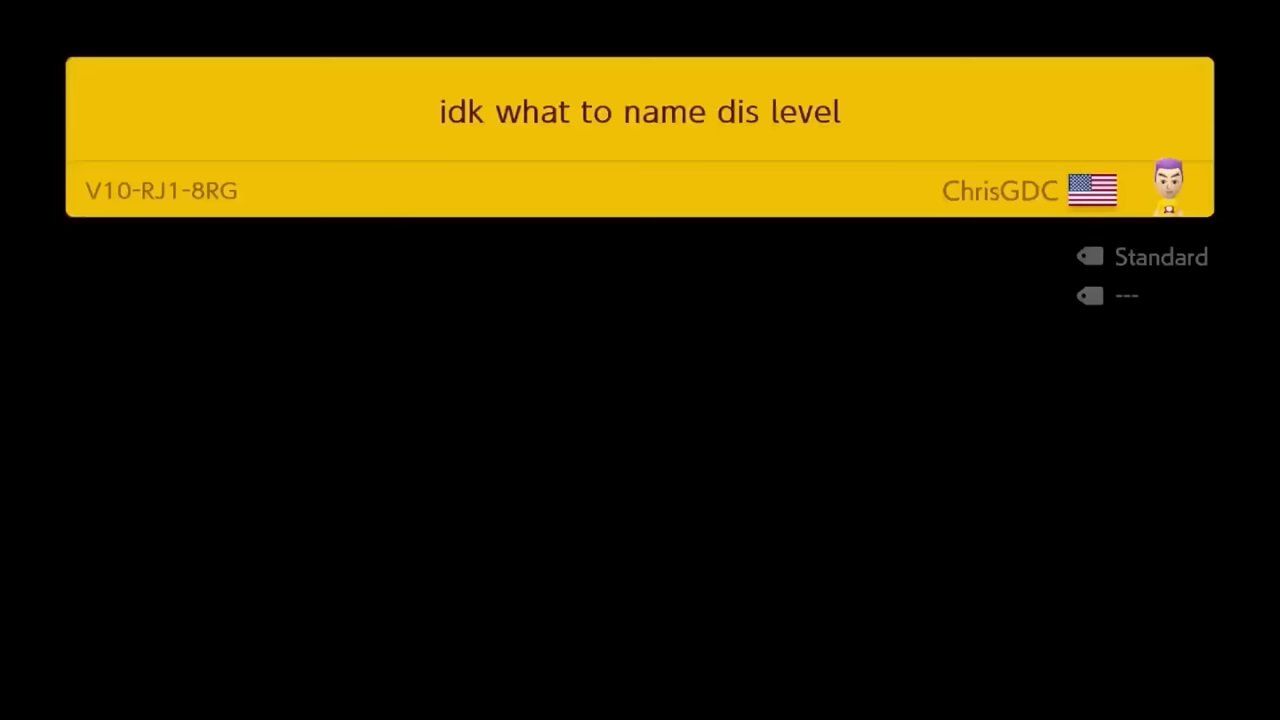 idk what to name dis level
V10-RJ1-8RG
ChrisGDC
Standard
---